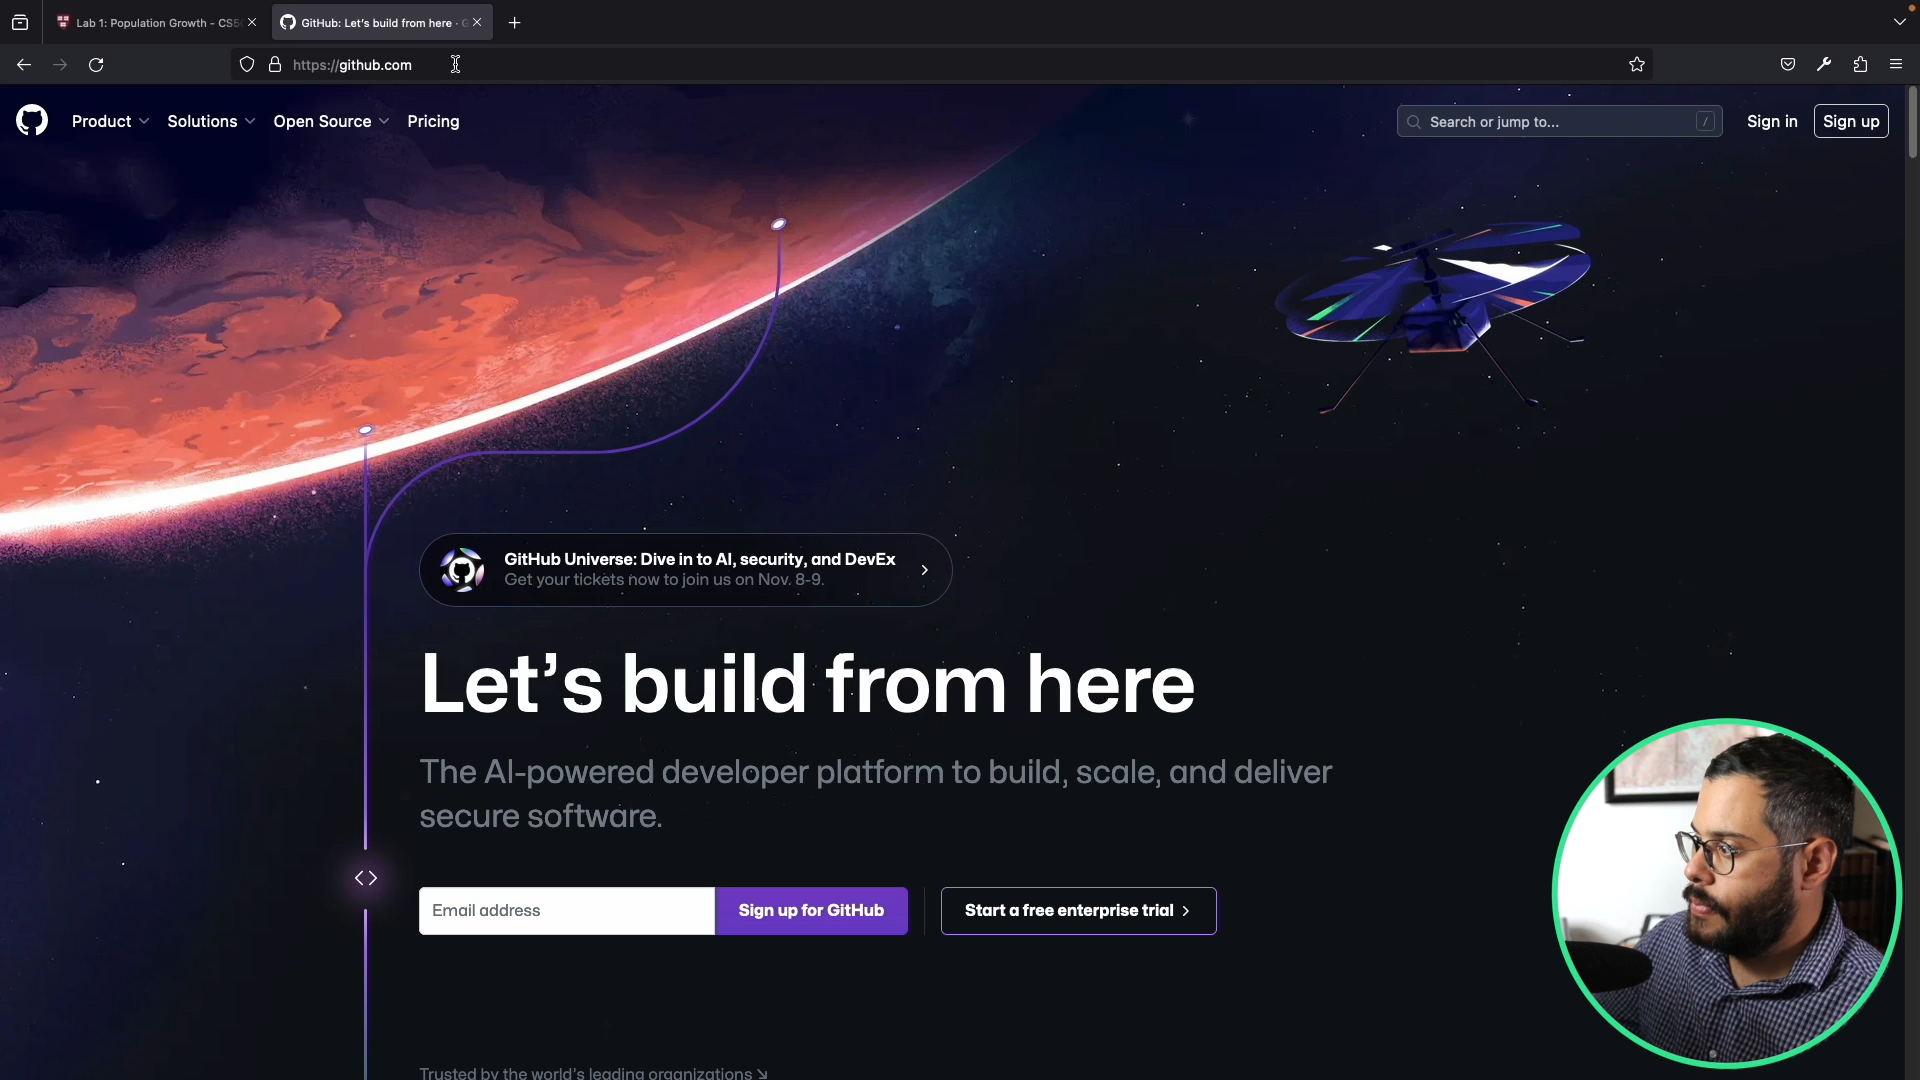 Lab 1: Population Growth - CS5
GitHub: Let's build from here · G
https://github.com
Product
Solutions
Open Source
Pricing
Search or jump to...
/
Sign in
Sign up
GitHub Universe: Dive in to AI, security, and DevEx
Get your tickets now to join us on Nov. 8-9.
Let’s build from here
The AI-powered developer platform to build, scale, and deliver
secure software.
Email address
Sign up for GitHub
Start a free enterprise trial
Trusted by the world’s leading organizations